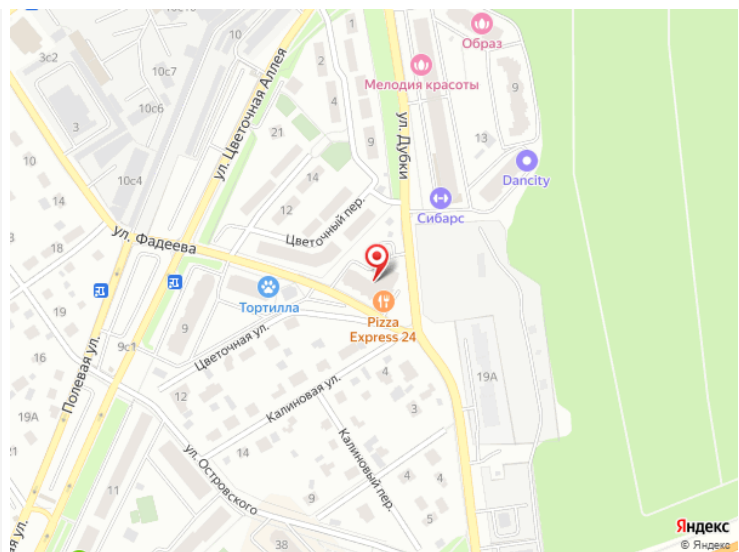 3с2
10
1
Образ
2
10с7
Мелодия красоты
10с6
4
9
3
ул. Цветочная Аллея
21
ул. Дубки
13
10
14
10с4
Dancity
18
12
Сибарс
Цветочный пер.
ул. Фадеева
Тортилла
19
9
Pizza
Express 24
Цветочная ул.
9с1
16
Полевая ул.
4
19А
12
Калиновая ул.
19А
3
21
14
Калиновый пер.
ул. Островского
11
4
4
9
5
ая ул.
38
Яндекс
© Яндекс